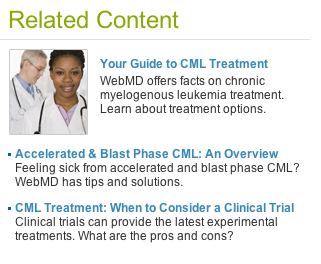 Related Content
Your Guide to CML Treatment
WebMD offers facts on chronic
myelogenous leukemia treatment.
Learn about treatment options.
Accelerated & Blast Phase CML: An Overview
Feeling sick from accelerated and blast phase CML?
WebMD has tips and solutions.
CML Treatment: When to Consider a Clinical Trial
Clinical trials can provide the latest experimental
treatments. What are the pros and cons?